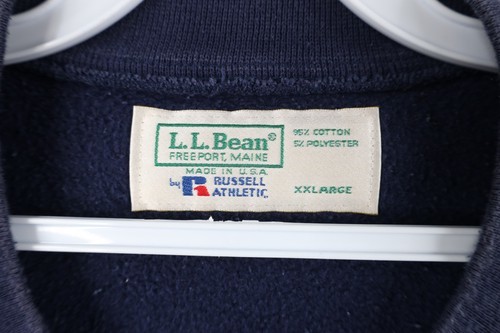 L.L.Bean®
FREEPORT, MAINE
MADE IN U.S.A.
by R RUSSELL
ATHLETIC
95% COTTON
5% POLYESTER
XXLARGE